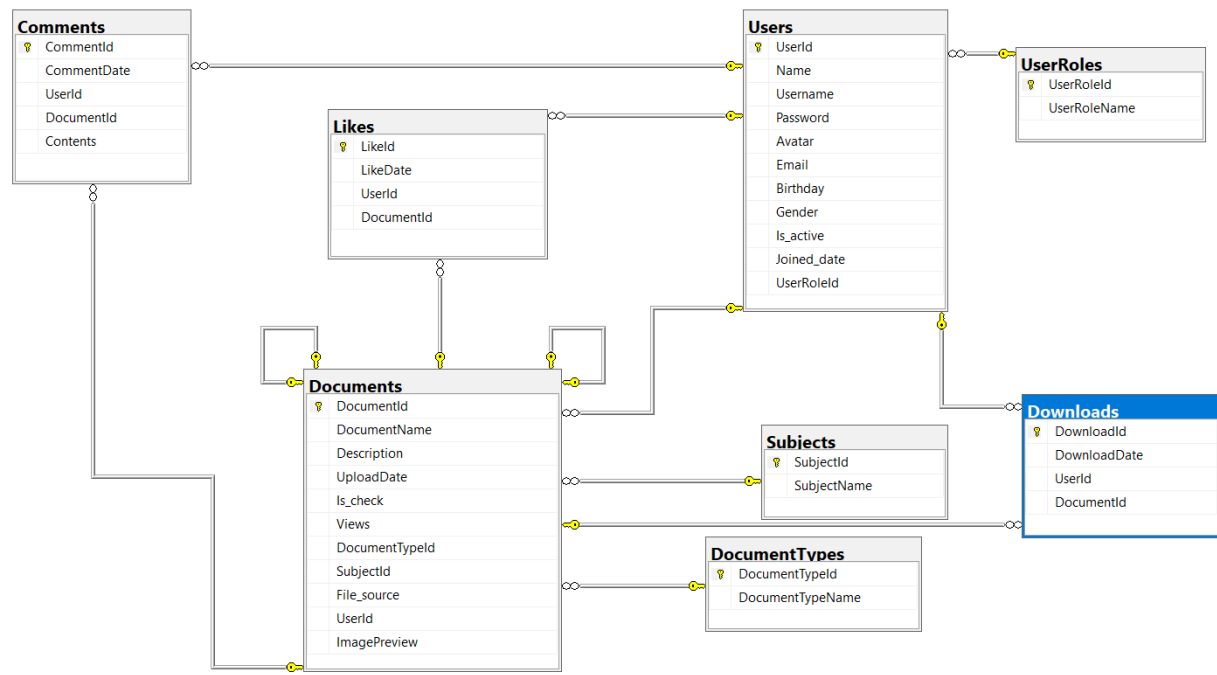 Comments
CommentId
CommentDate
UserId
DocumentId
Contents
Likes
LikeId
LikeDate
UserId
DocumentId
Users
UserId
Name
Username
Password
Avatar
Email
Birthday
Gender
Is_active
Joined_date
UserRoleId
UserRoles
UserRoleId
UserRoleName
Documents
DocumentId
DocumentName
Description
UploadDate
Is_check
Views
DocumentTypeId
SubjectId
File_source
UserId
ImagePreview
Subjects
SubjectId
SubjectName
Downloads
DownloadId
DownloadDate
UserId
DocumentId
DocumentTypes
DocumentTypeId
DocumentTypeName